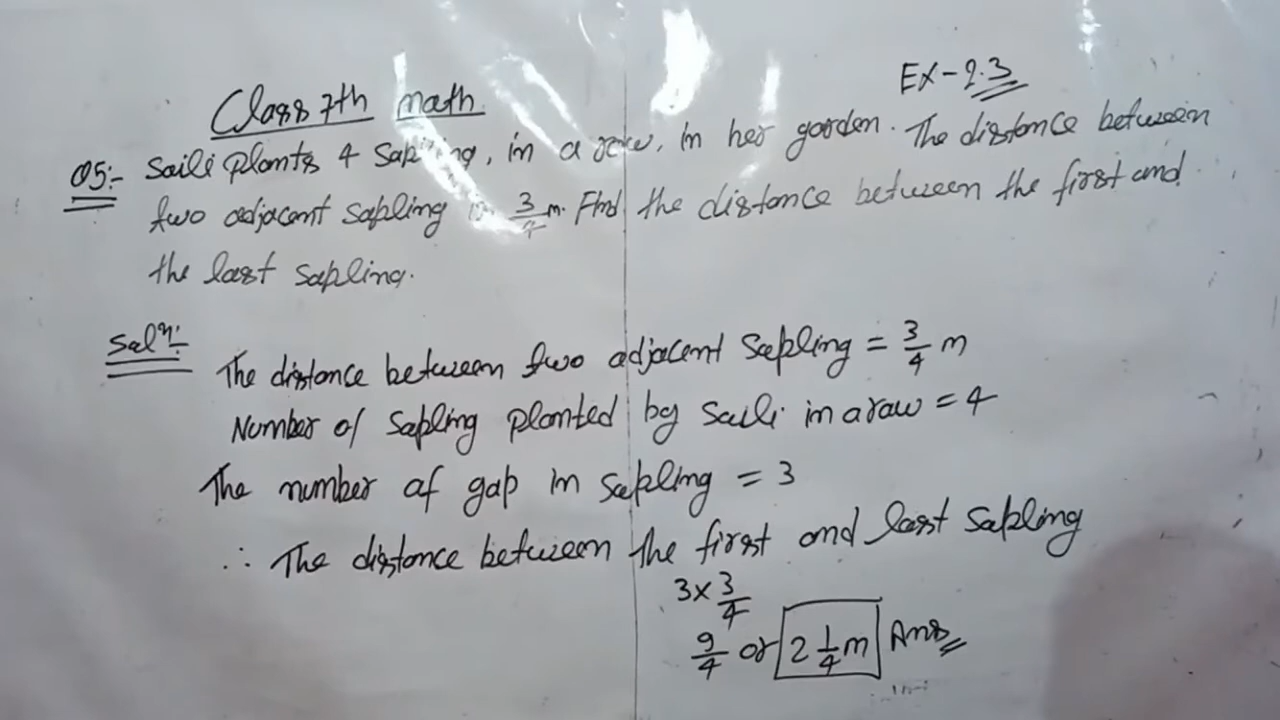 Class 7th math
EX-2.3
Q5:- Saili plants 4 Sapling, in a row, in her garden. The distance between
two adjacent sapling is 3/4 m. Find the distance between the first and
the last sapling.
Solⁿ:-
The distance between two adjacent Sapling = 3/4 m
Number of Sapling planted by Saili in a raw = 4
The number of gap in sapling = 3
∴ The distance between the first and last sapling
3 × 3/4
9/4 or 2 1/4 m Ans